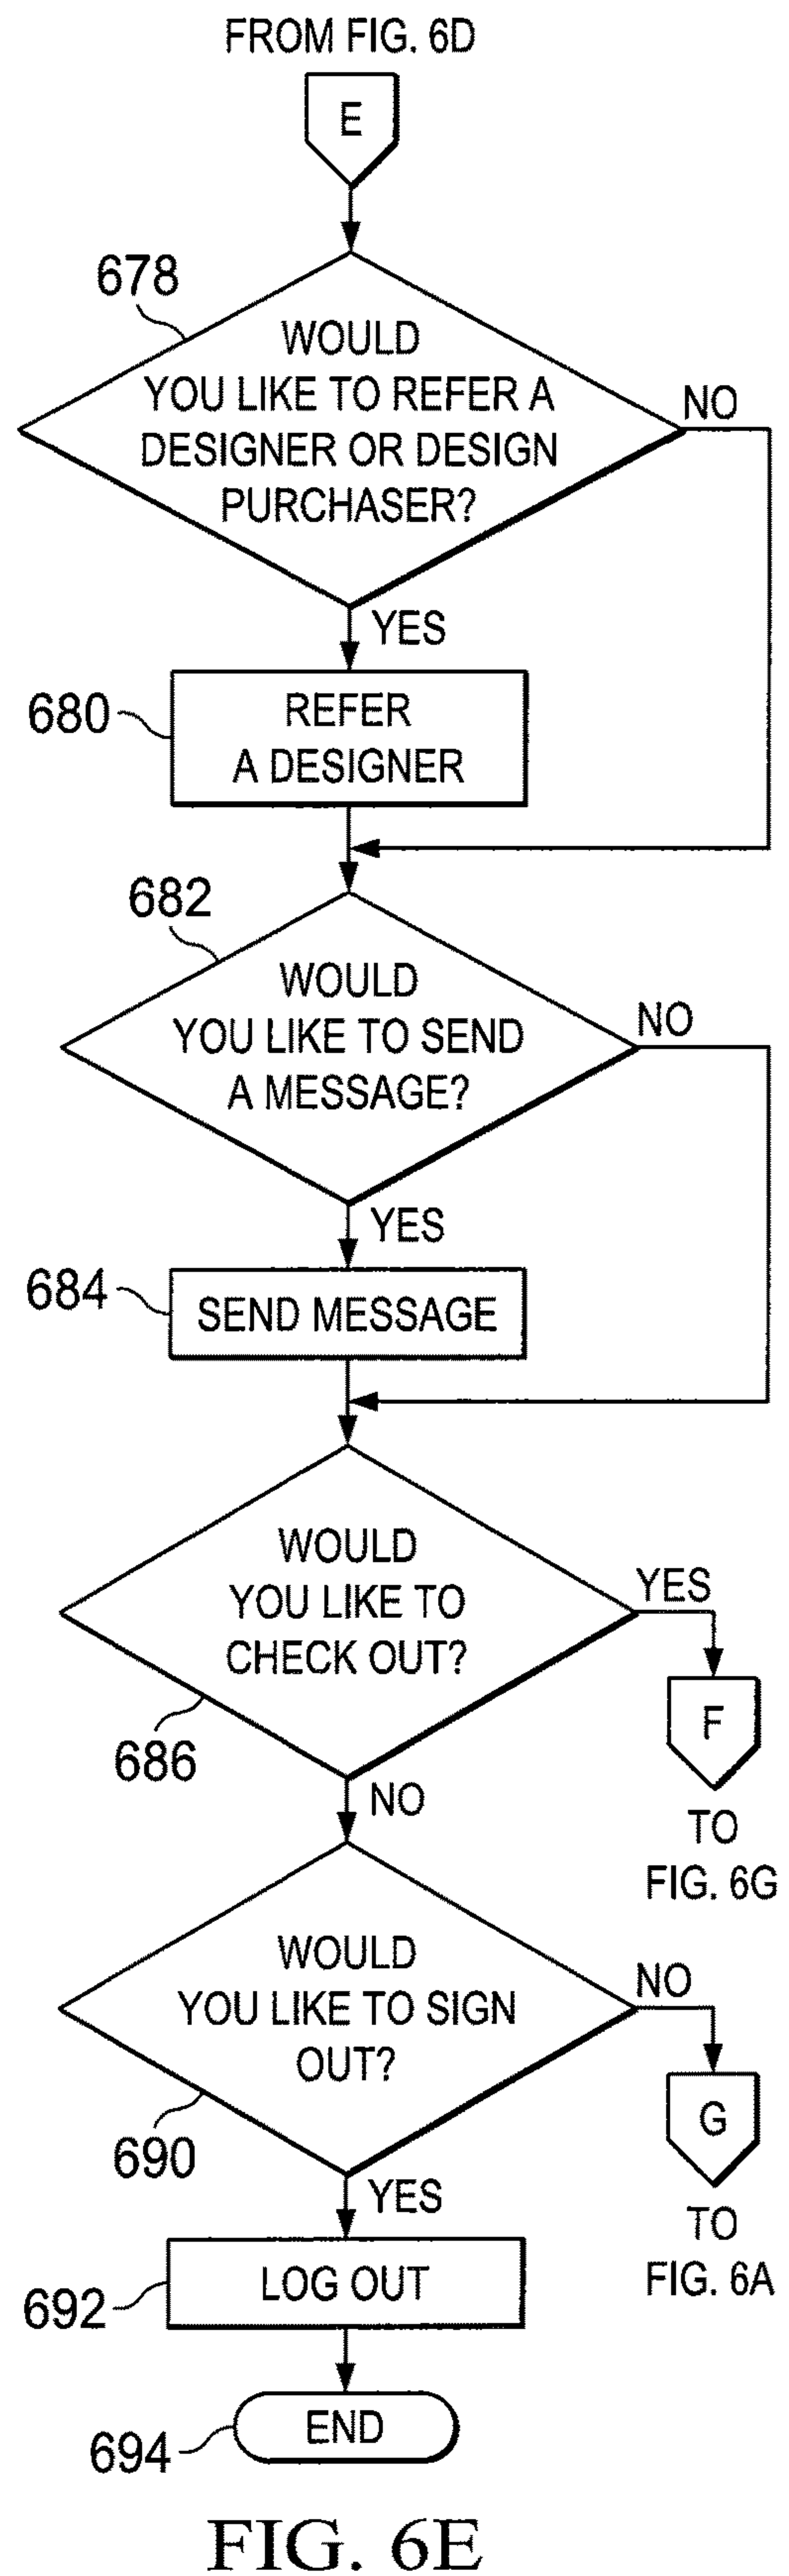 FROM FIG. 6D
E
678
WOULD
YOU LIKE TO REFER A
DESIGNER OR DESIGN
PURCHASER?
NO
YES
680
REFER
A DESIGNER
682
WOULD
YOU LIKE TO SEND
A MESSAGE?
NO
YES
684
SEND MESSAGE
WOULD
YOU LIKE TO
CHECK OUT?
YES
686
F
NO
TO
FIG. 6G
WOULD
YOU LIKE TO SIGN
OUT?
NO
690
G
YES
TO
FIG. 6A
692
LOG OUT
694
END
FIG. 6E